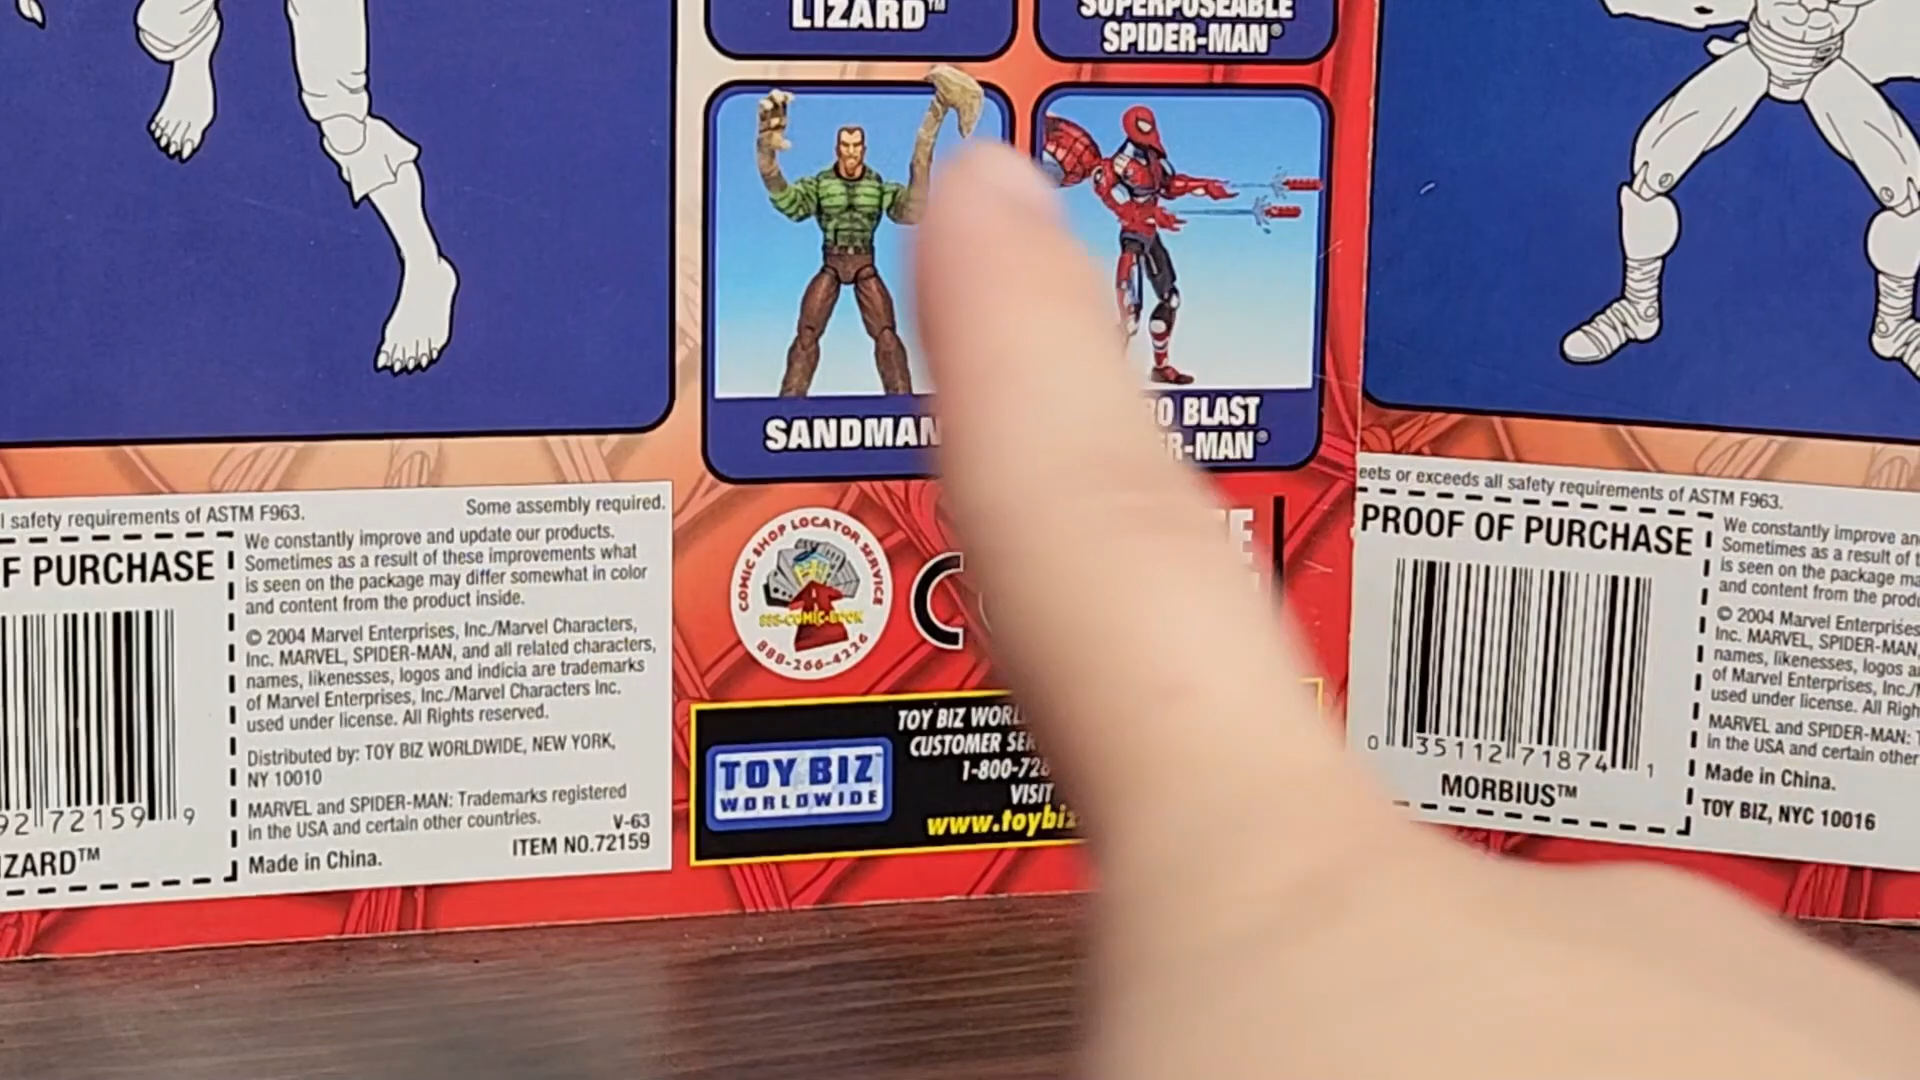 LIZARD™
SUPERPOSEABLE
SPIDER-MAN®
SANDMAN
BLAST
-MAN®
safety requirements of ASTM F963.
Some assembly required.
PURCHASE
We constantly improve and update our products.
Sometimes as a result of these improvements what
is seen on the package may differ somewhat in color
and content from the product inside.
© 2004 Marvel Enterprises, Inc./Marvel Characters,
Inc. MARVEL, SPIDER-MAN, and all related characters,
names, likenesses, logos and indicia are trademarks
of Marvel Enterprises, Inc./Marvel Characters Inc.
used under license. All Rights reserved.
Distributed by: TOY BIZ WORLDWIDE, NEW YORK,
NY 10010
MARVEL and SPIDER-MAN: Trademarks registered
in the USA and certain other countries.
V-63
Made in China.
ITEM NO.72159
92 72159 9
IZARD™
COMIC SHOP LOCATOR SERVICE
888-COMIC-BOOK
888-266-4226
TOY BIZ
WORLDWIDE
TOY BIZ WORL
CUSTOMER SER
1-800-728
VISIT
www.toybiz
eets or exceeds all safety requirements of ASTM F963.
PROOF OF PURCHASE
0 35112 71874 1
MORBIUS™
We constantly improve an
Sometimes as a result of t
is seen on the package ma
and content from the produ
© 2004 Marvel Enterprises
Inc. MARVEL, SPIDER-MAN,
names, likenesses, logos a
of Marvel Enterprises, Inc./
used under license. All Righ
MARVEL and SPIDER-MAN: T
in the USA and certain other
Made in China.
TOY BIZ, NYC 10016